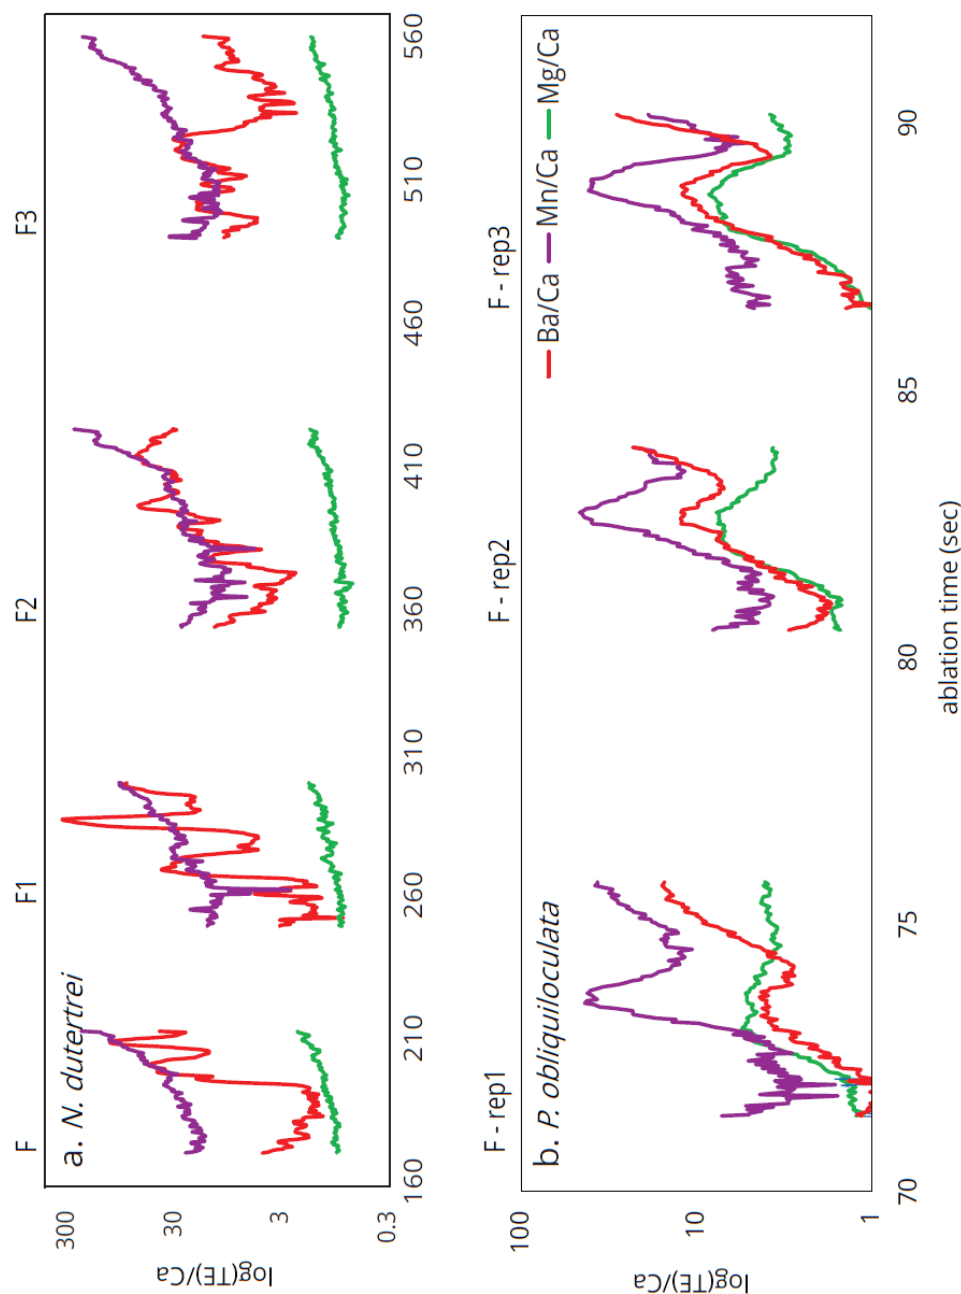 F F1 F2 F3
a. N. dutertrei
log(TE)/Ca
300
30
3
0.3
160 210 260 310 360 410 460 510 560
F - rep1 F - rep2 F - rep3
b. P. obliquiloculata
Ba/Ca Mn/Ca Mg/Ca
log(TE)/Ca
100
10
1
70 75 80 85 90
ablation time (sec)